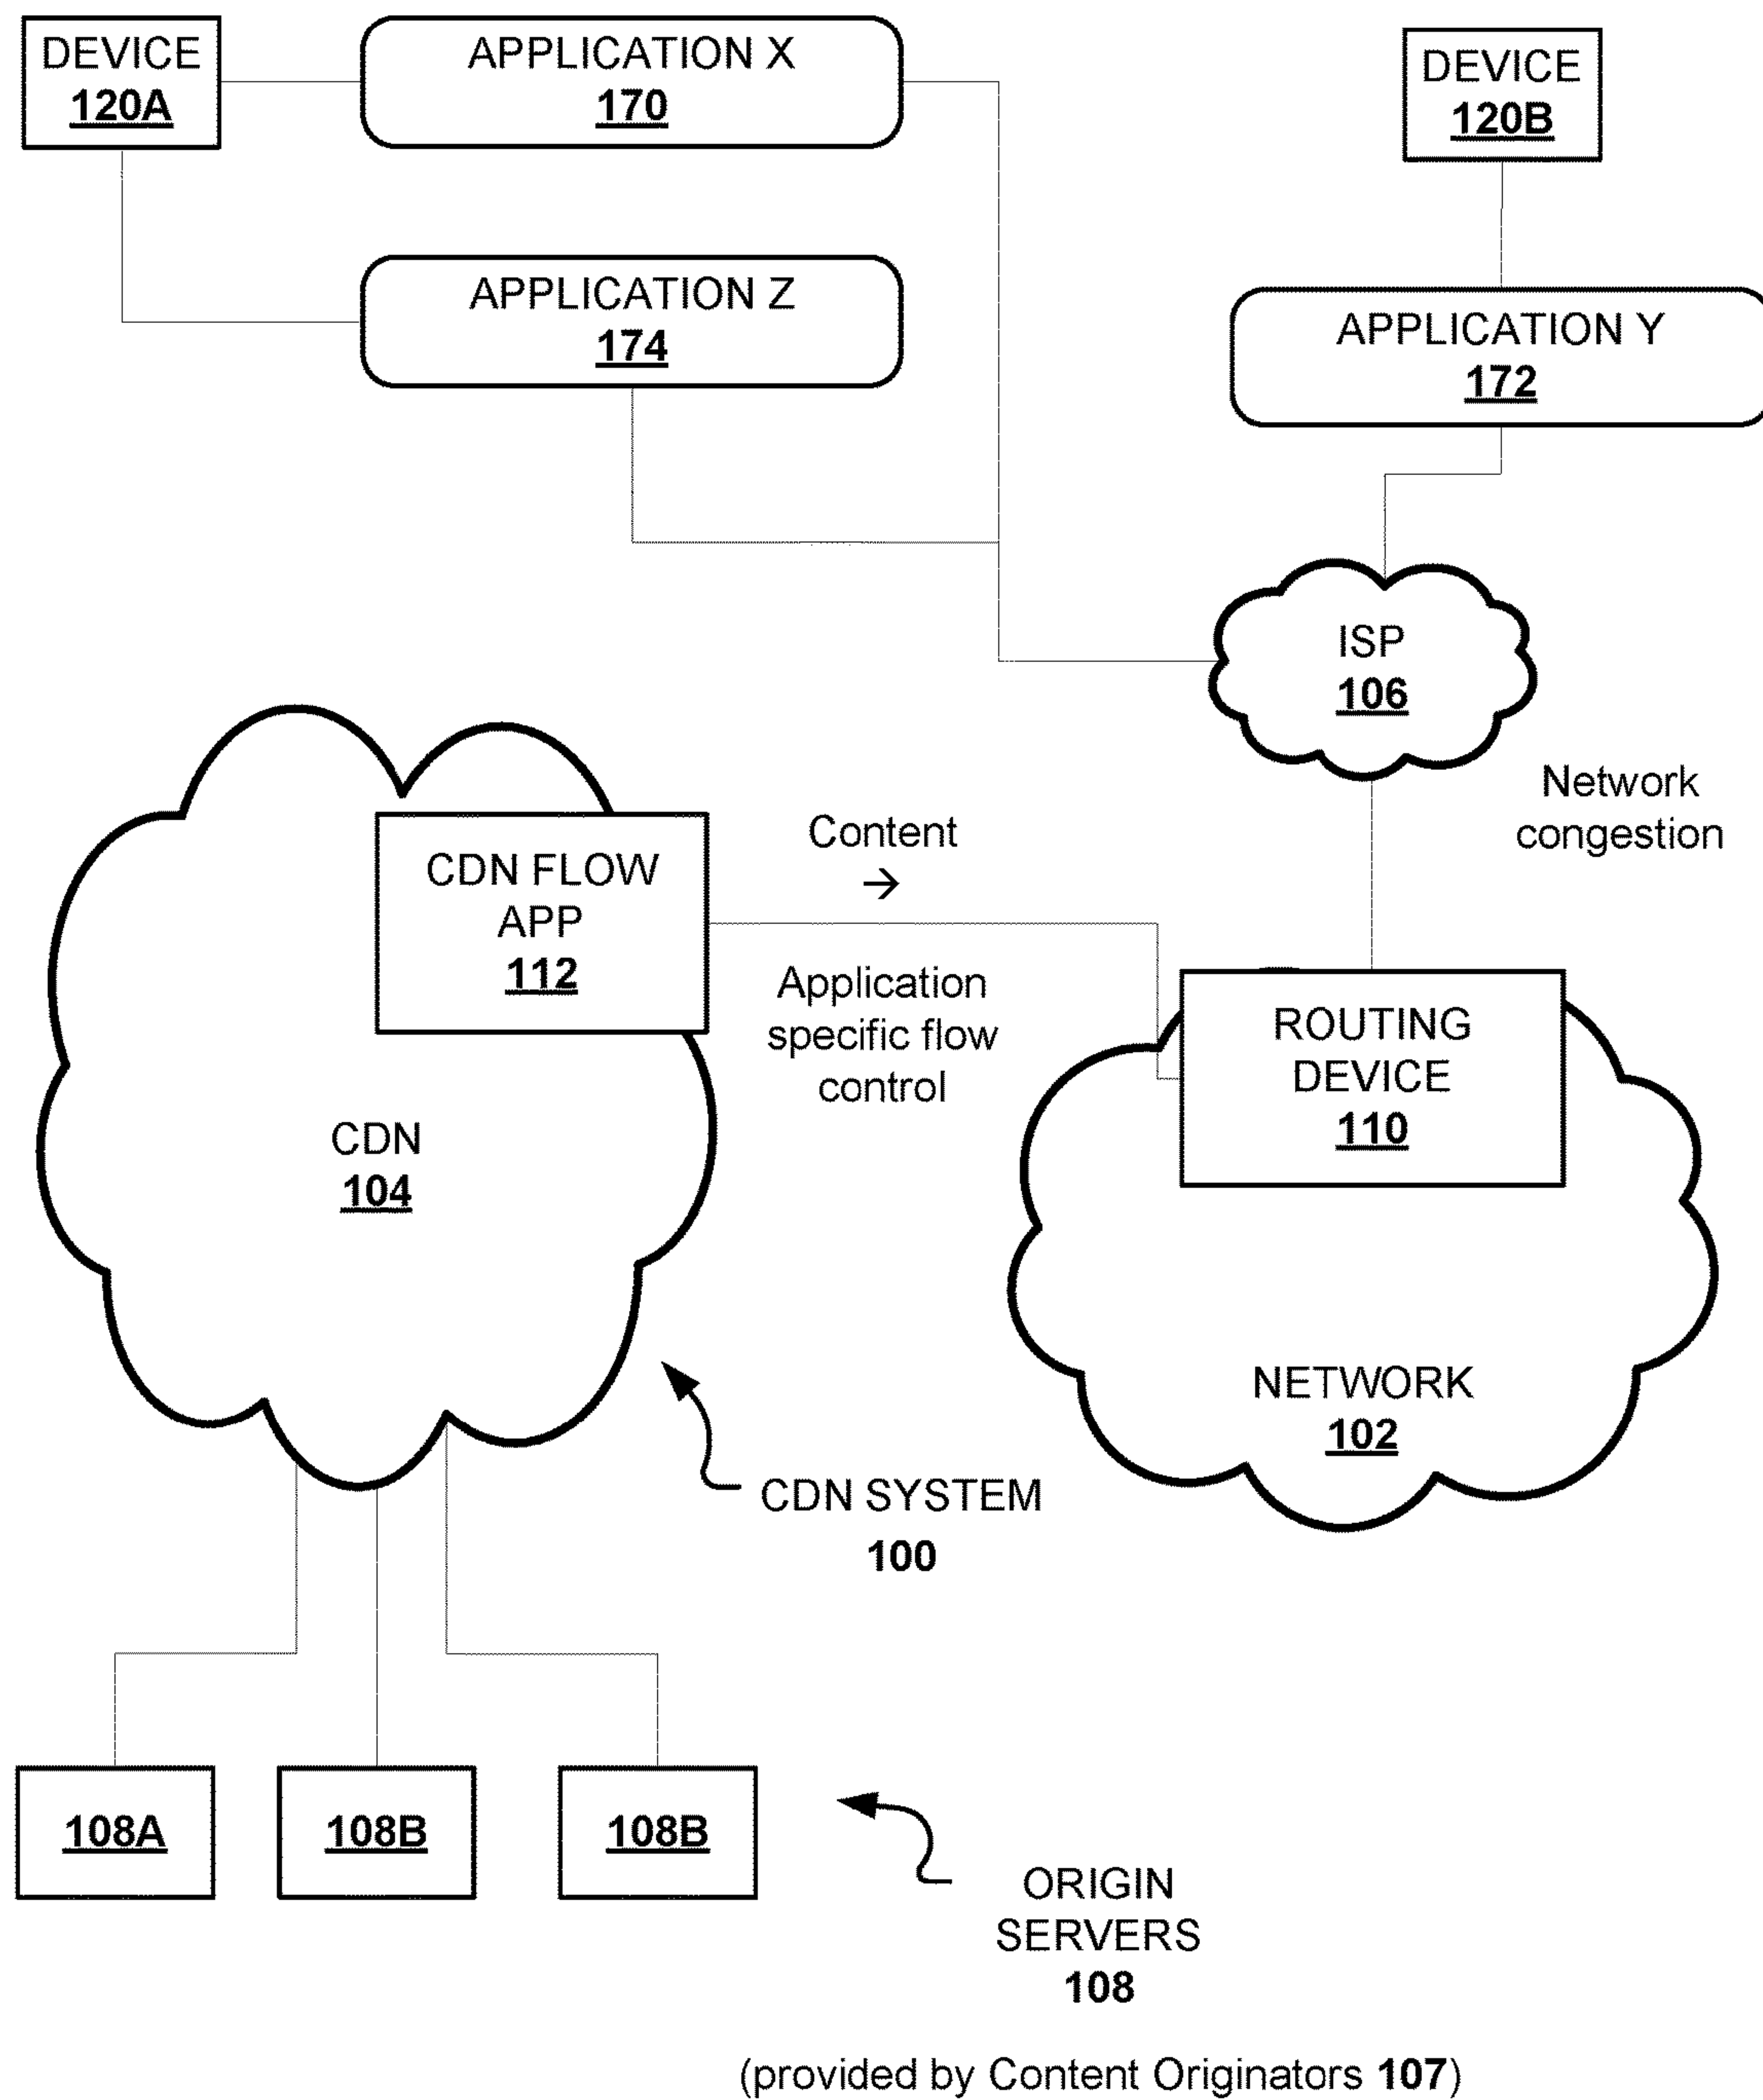 DEVICE
120A
APPLICATION X
170
DEVICE
120B
APPLICATION Z
174
APPLICATION Y
172
ISP
106
Network
congestion
CDN FLOW
APP
112
Content
→
Application
specific flow
control
ROUTING
DEVICE
110
CDN
104
NETWORK
102
CDN SYSTEM
100
108A
108B
108B
ORIGIN
SERVERS
108
(provided by Content Originators 107)